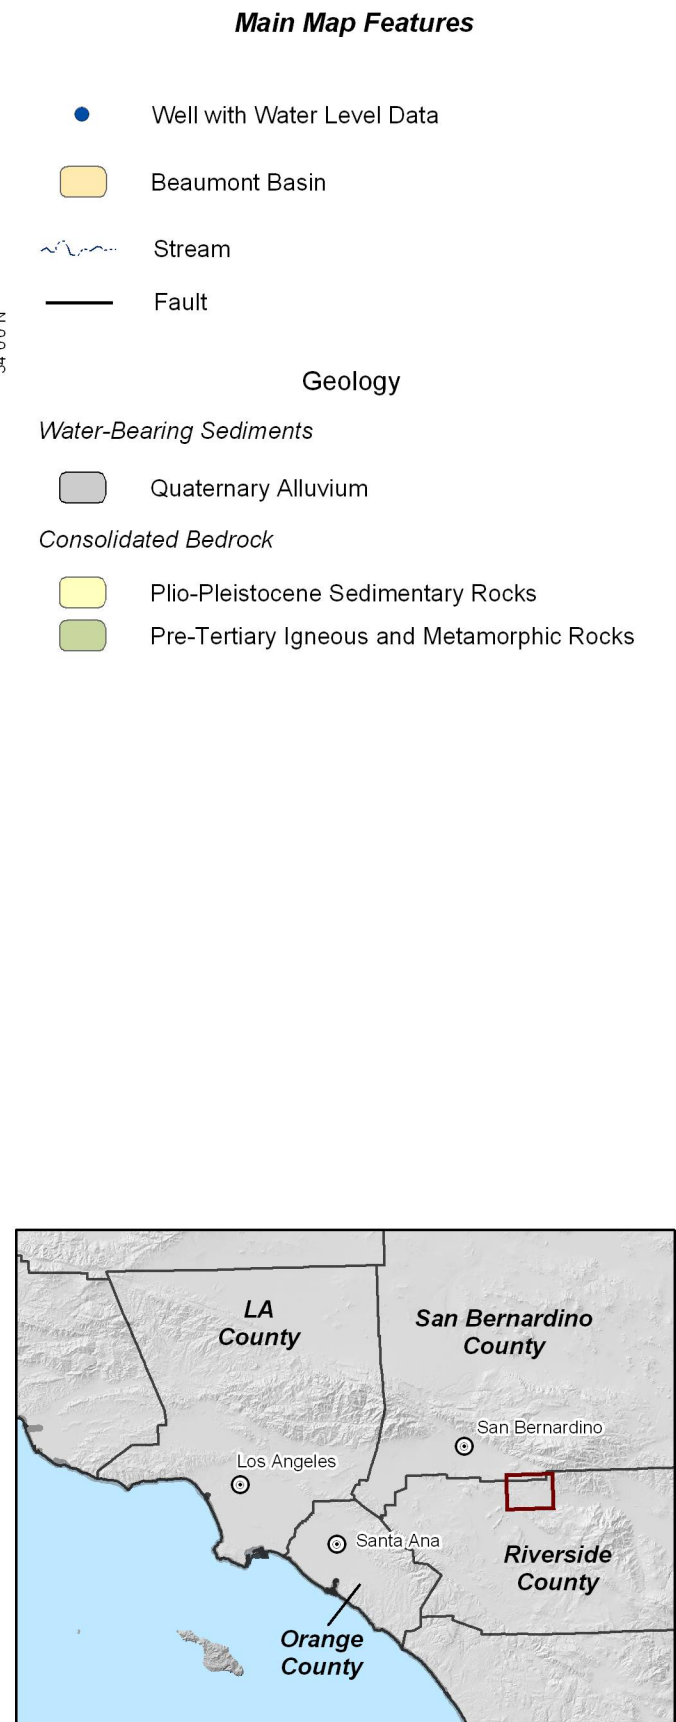 Main Map Features
Well with Water Level Data
Beaumont Basin
Stream
Fault
Geology
Water-Bearing Sediments
Quaternary Alluvium
Consolidated Bedrock
Plio-Pleistocene Sedimentary Rocks
Pre-Tertiary Igneous and Metamorphic Rocks
LA
County
San Bernardino
County
San Bernardino
Los Angeles
Santa Ana
Riverside
County
Orange
County